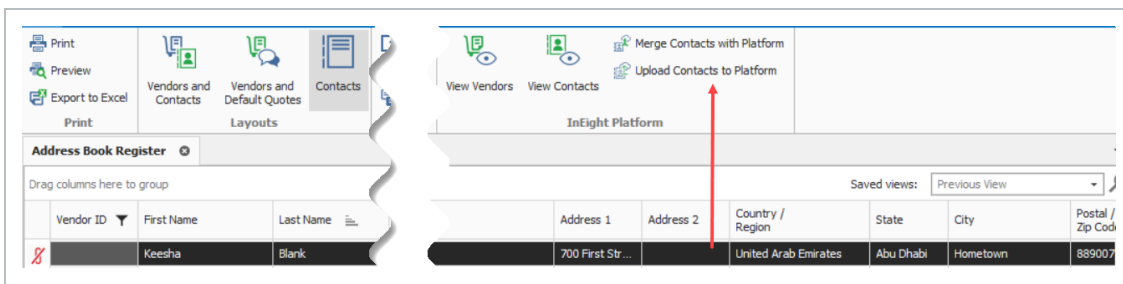 Print
Preview
Export to Excel
Print
Vendors and
Contacts
Vendors and
Default Quotes
Contacts
Layouts
View Vendors
View Contacts
Merge Contacts with Platform
Upload Contacts to Platform
InEight Platform
Address Book Register
Drag columns here to group
Saved views: Previous View
Vendor ID First Name Last Name Address 1 Address 2 Country / Region State City Postal / Zip Cod
Keesha Blank 700 First Str... United Arab Emirates Abu Dhabi Hometown 889007